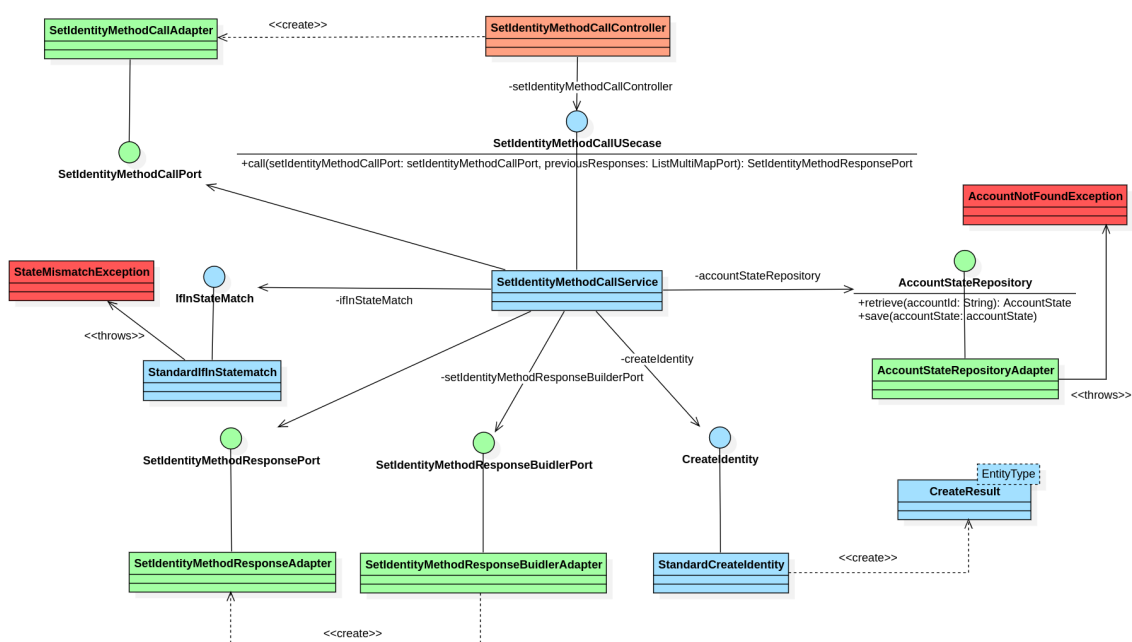 SetIdentityMethodCallAdapter
<<create>>
SetIdentityMethodCallController
-setIdentityMethodCallController
SetIdentityMethodCallUSecase
+call(setIdentityMethodCallPort: setIdentityMethodCallPort, previousResponses: ListMultiMapPort): SetIdentityMethodResponsePort
SetIdentityMethodCallPort
AccountNotFoundException
StateMismatchException
IfInStateMatch
-ifInStateMatch
SetIdentityMethodCallService
-accountStateRepository
AccountStateRepository
+retrieve(accountId: String): AccountState
+save(accountState: accountState)
<<throws>>
StandardIfInStatematch
-createIdentity
-setIdentityMethodResponseBuilderPort
AccountStateRepositoryAdapter
<<throws>>
SetIdentityMethodResponsePort
SetIdentityMethodResponseBuidlerPort
CreateIdentity
EntityType
CreateResult
SetIdentityMethodResponseAdapter
SetIdentityMethodResponseBuidlerAdapter
StandardCreateIdentity
<<create>>
<<create>>